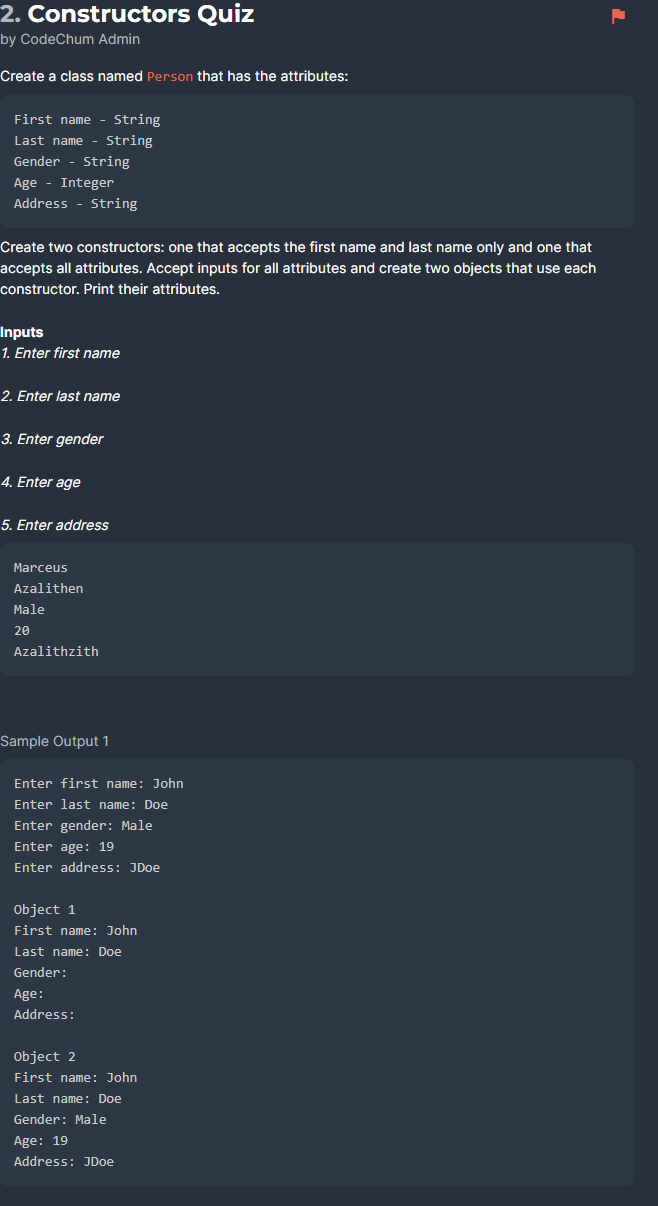 2. Constructors Quiz
by CodeChum Admin
Create a class named Person that has the attributes:
First name - String
Last name - String
Gender - String
Age - Integer
Address - String
Create two constructors: one that accepts the first name and last name only and one that
accepts all attributes. Accept inputs for all attributes and create two objects that use each
constructor. Print their attributes.
Inputs
1. Enter first name
2. Enter last name
3. Enter gender
4. Enter age
5. Enter address
Marceus
Azalithen
Male
20
Azalithzith
Sample Output 1
Enter first name: John
Enter last name: Doe
Enter gender: Male
Enter age: 19
Enter address: JDoe
Object 1
First name: John
Last name: Doe
Gender:
Age:
Address:
Object 2
First name: John
Last name: Doe
Gender: Male
Age: 19
Address: JDoe